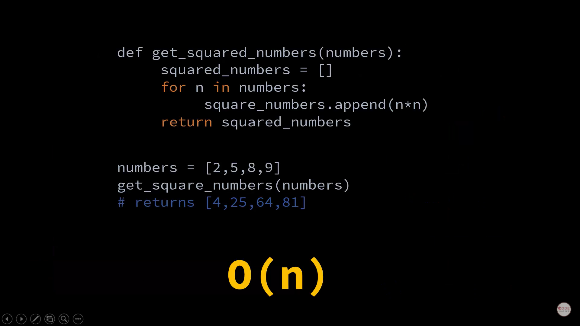 def get_squared_numbers(numbers):
squared_numbers = []
for n in numbers:
square_numbers.append(n*n)
return squared_numbers
numbers = [2,5,8,9]
get_square_numbers(numbers)
# returns [4,25,64,81]
O(n)